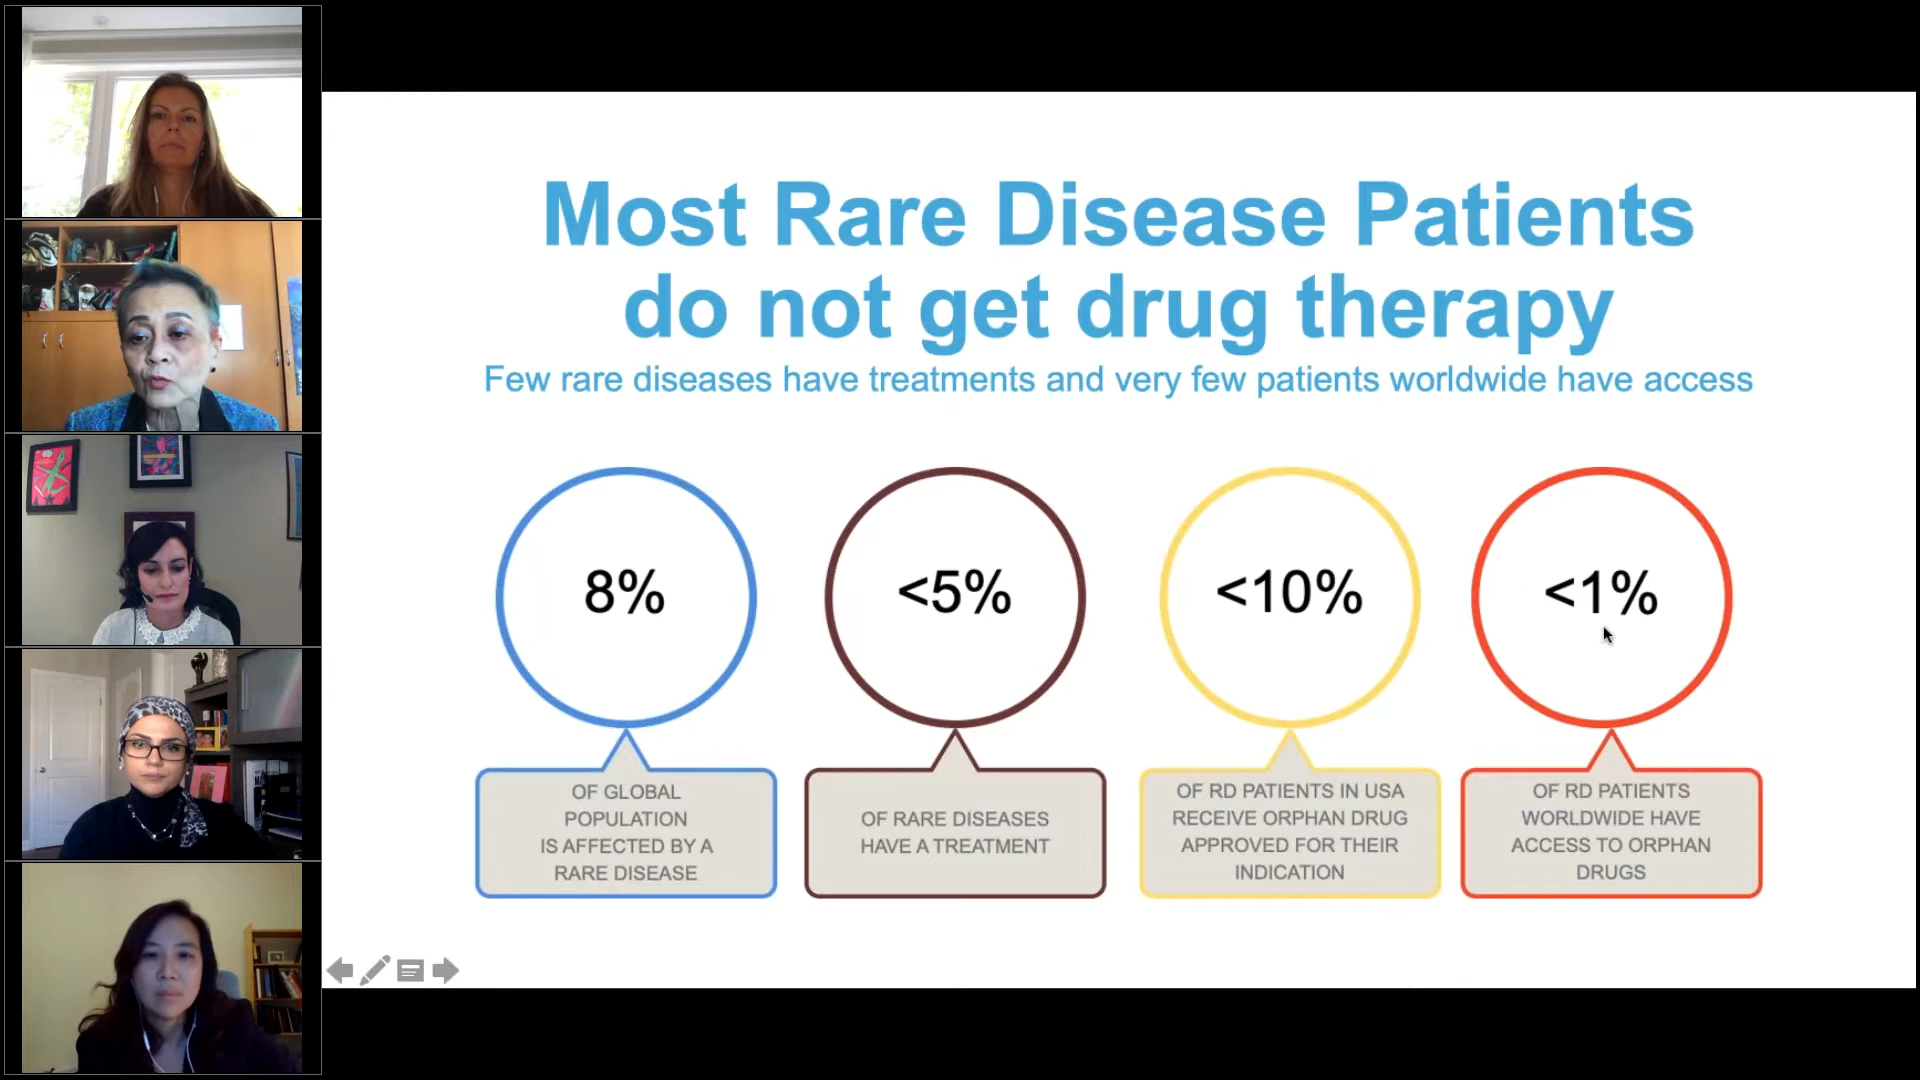 Most Rare Disease Patients
do not get drug therapy
Few rare diseases have treatments and very few patients worldwide have access
8%
<5%
<10%
<1%
OF GLOBAL
POPULATION
IS AFFECTED BY A
RARE DISEASE
OF RARE DISEASES
HAVE A TREATMENT
OF RD PATIENTS IN USA
RECEIVE ORPHAN DRUG
APPROVED FOR THEIR
INDICATION
OF RD PATIENTS
WORLDWIDE HAVE
ACCESS TO ORPHAN
DRUGS